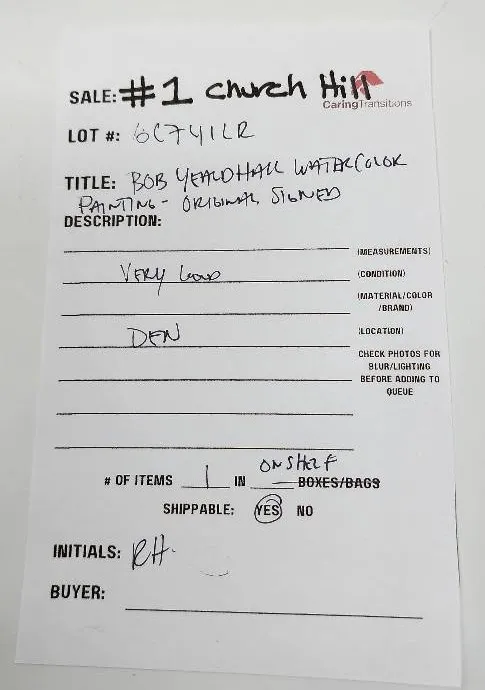 SALE: #1 Church Hill
CaringTransitions
LOT #: 6C741LR
TITLE: BOB YEALDHALL WATERCOLOR
PAINTING - ORIGINAL SIGNED
DESCRIPTION:
(MEASUREMENTS)
VERY GOOD (CONDITION)
(MATERIAL/COLOR
/BRAND)
DEN (LOCATION)
CHECK PHOTOS FOR
BLUR/LIGHTING
BEFORE ADDING TO
QUEUE
ON SHELF
# OF ITEMS 1 IN BOXES/BAGS
SHIPPABLE: YES NO
INITIALS: RH.
BUYER: